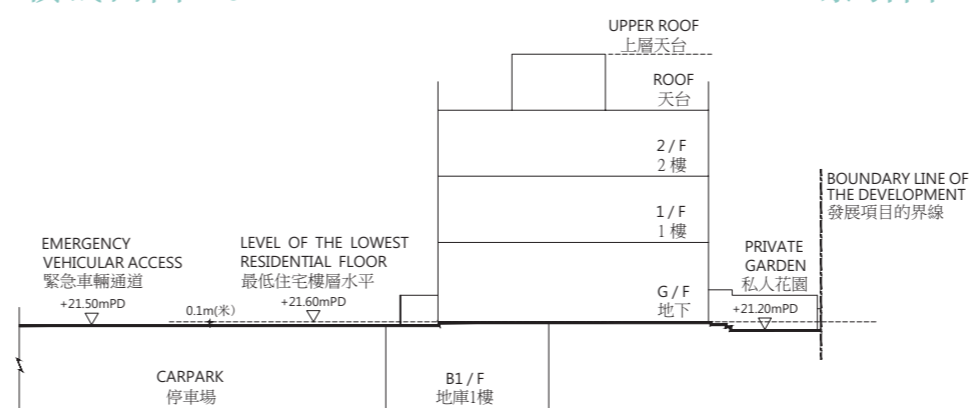 UPPER ROOF
上層天台
ROOF
天台
2 / F
2 樓
1 / F
1 樓
G / F
地下
BOUNDARY LINE OF
THE DEVELOPMENT
發展項目的界線
EMERGENCY
VEHICULAR ACCESS
緊急車輛通道
+21.50mPD
0.1m(米)
LEVEL OF THE LOWEST
RESIDENTIAL FLOOR
最低住宅樓層水平
+21.60mPD
PRIVATE
GARDEN
私人花園
+21.20mPD
CARPARK
停車場
B1 / F
地庫1樓